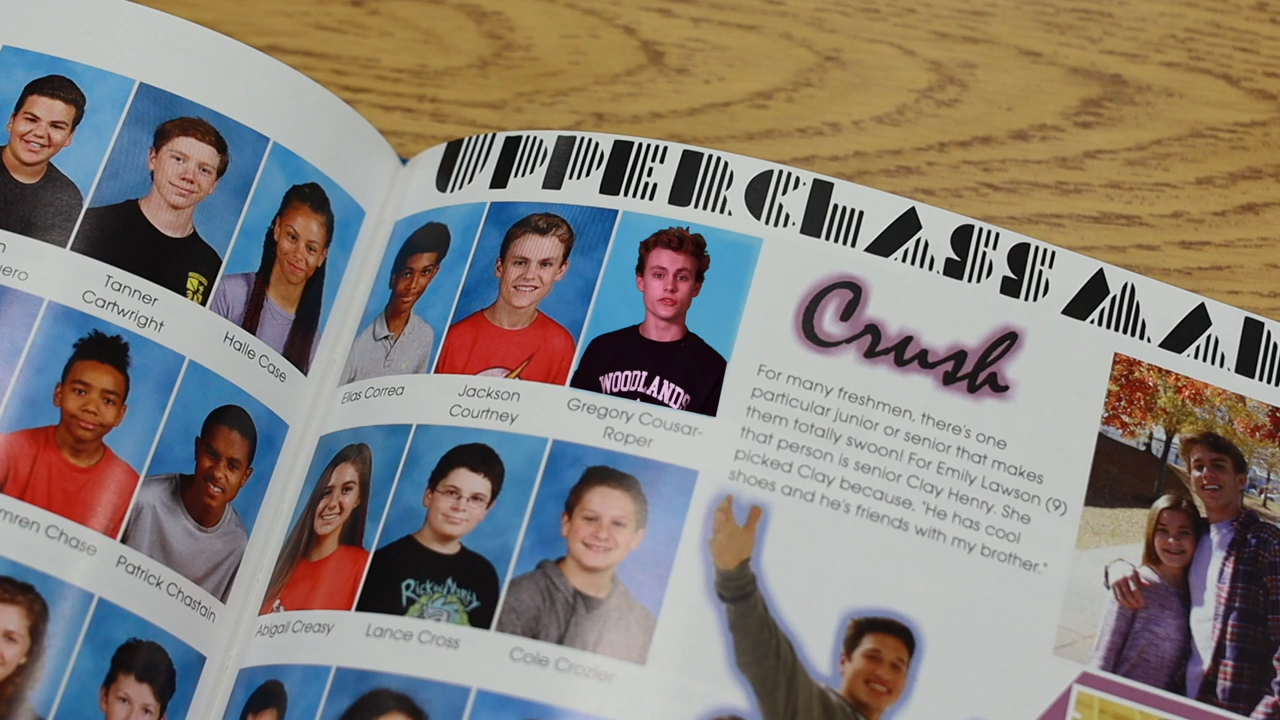 Tanner
Cartwright
Halle Case
Patrick Chastain
UPPERCLASS
Elias Correa
Jackson
Courtney
Gregory Cousar-
Roper
WOODLANDS
Abigail Creasy
Lance Cross
Cole Crozier
Rick and Morty
Crush
For many freshmen, there's one
particular junior or senior that makes
them totally swoon! For Emily Lawson (9)
that person is senior Clay Henry. She
picked Clay because, "He has cool
shoes and he's friends with my brother."